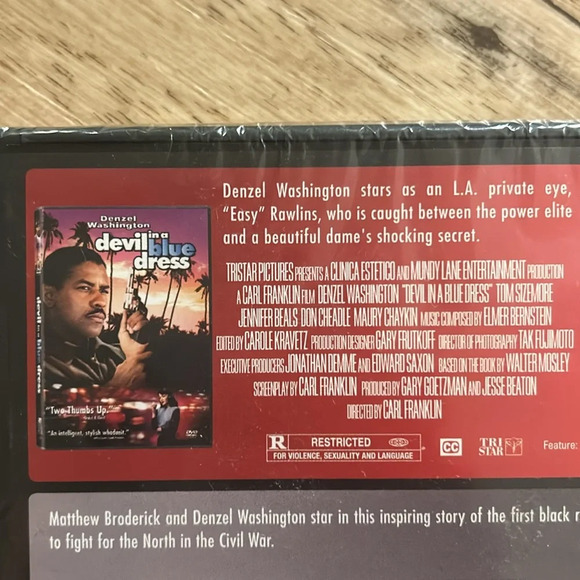 Denzel Washington stars as an L.A. private eye,
"Easy" Rawlins, who is caught between the power elite
and a beautiful dame's shocking secret.
Denzel
Washington
devil in a
blue
dress
devil in a blue dress
"Two Thumbs Up."
"An intelligent, stylish whodunit."
DVD
TRISTAR PICTURES PRESENTS A CLINICA ESTETICO AND MUNDY LANE ENTERTAINMENT PRODUCTION
A CARL FRANKLIN FILM DENZEL WASHINGTON "DEVIL IN A BLUE DRESS" TOM SIZEMORE
JENNIFER BEALS DON CHEADLE MAURY CHAYKIN MUSIC COMPOSED BY ELMER BERNSTEIN
EDITED BY CAROLE KRAVETZ PRODUCTION DESIGNER GARY FRUTKOFF DIRECTOR OF PHOTOGRAPHY TAK FUJIMOTO
EXECUTIVE PRODUCERS JONATHAN DEMME AND EDWARD SAXON BASED ON THE BOOK BY WALTER MOSLEY
SCREENPLAY BY CARL FRANKLIN PRODUCED BY GARY GOETZMAN AND JESSE BEATON
DIRECTED BY CARL FRANKLIN
R RESTRICTED
FOR VIOLENCE, SEXUALITY AND LANGUAGE
CC
TRI
STAR
Feature:
Matthew Broderick and Denzel Washington star in this inspiring story of the first black
to fight for the North in the Civil War.